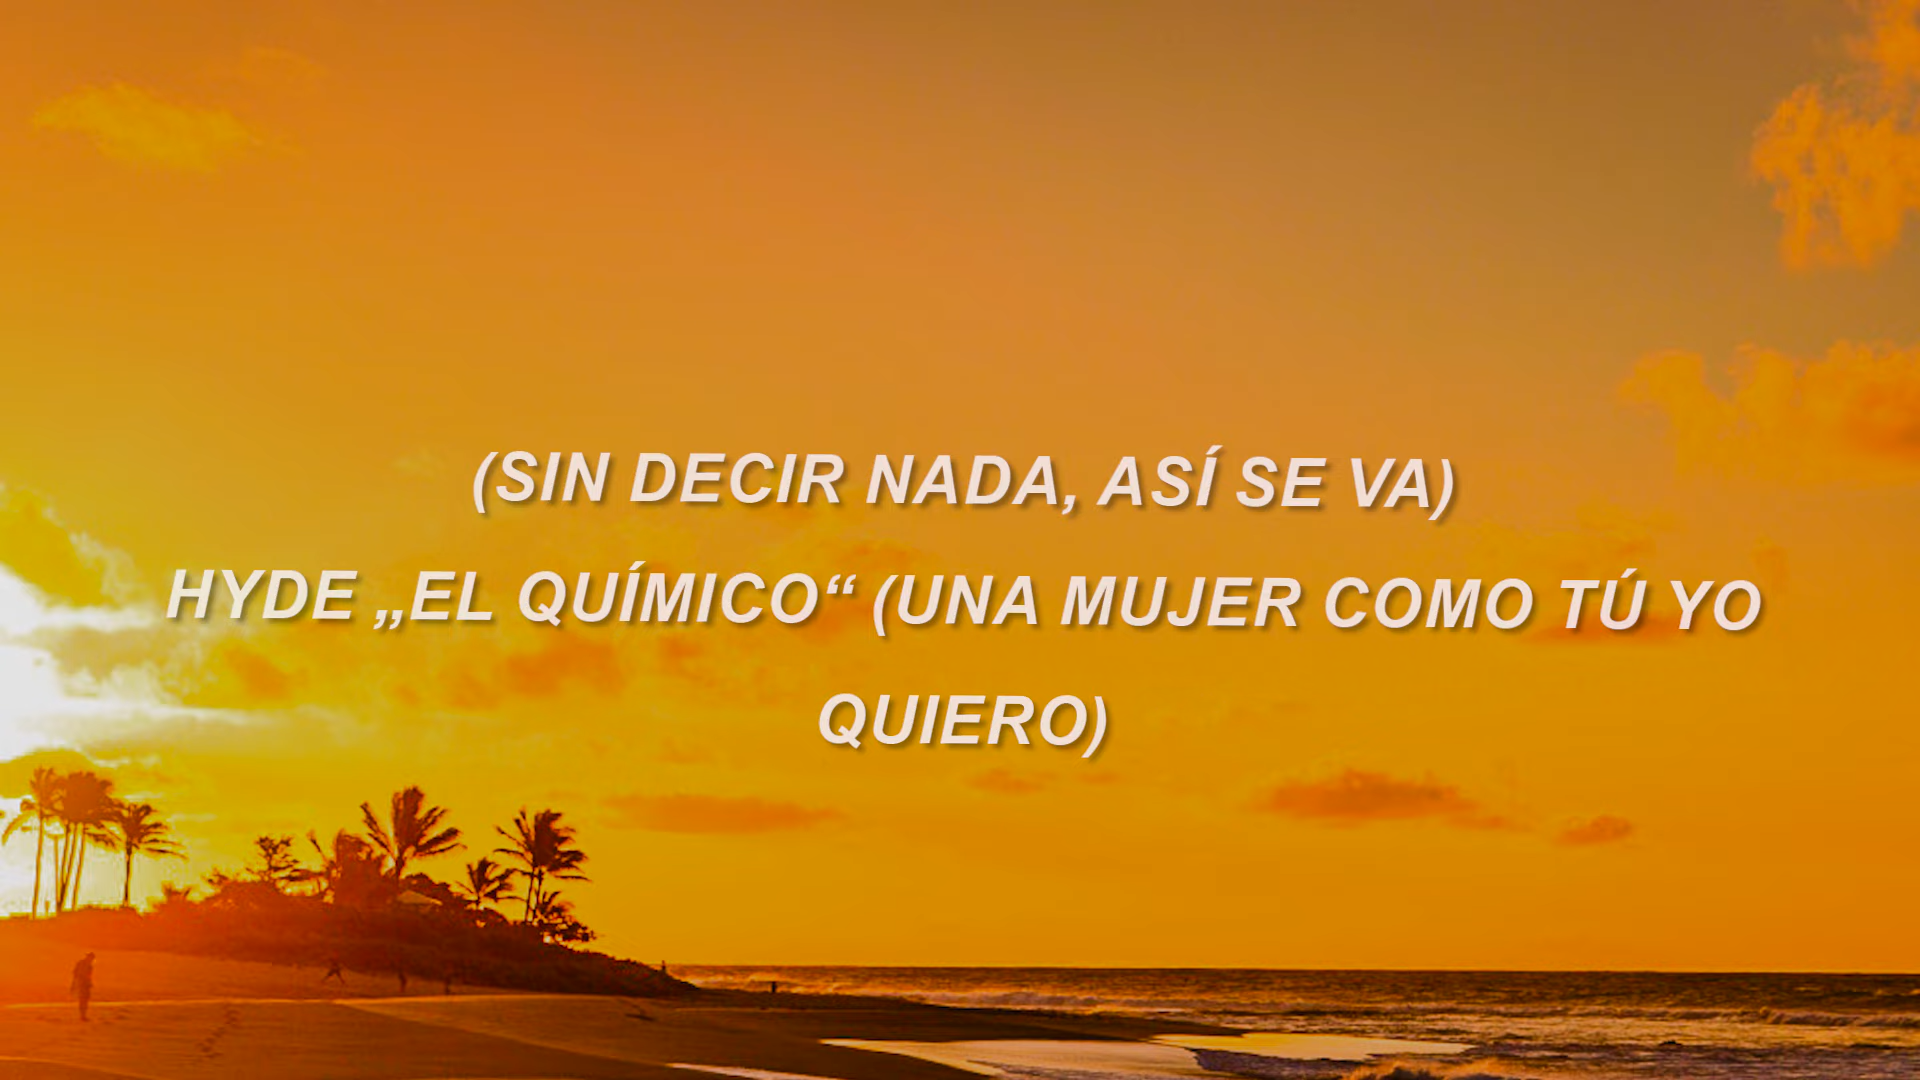 (SIN DECIR NADA, ASÍ SE VA)
HYDE „EL QUÍMICO“ (UNA MUJER COMO TÚ YO
QUIERO)